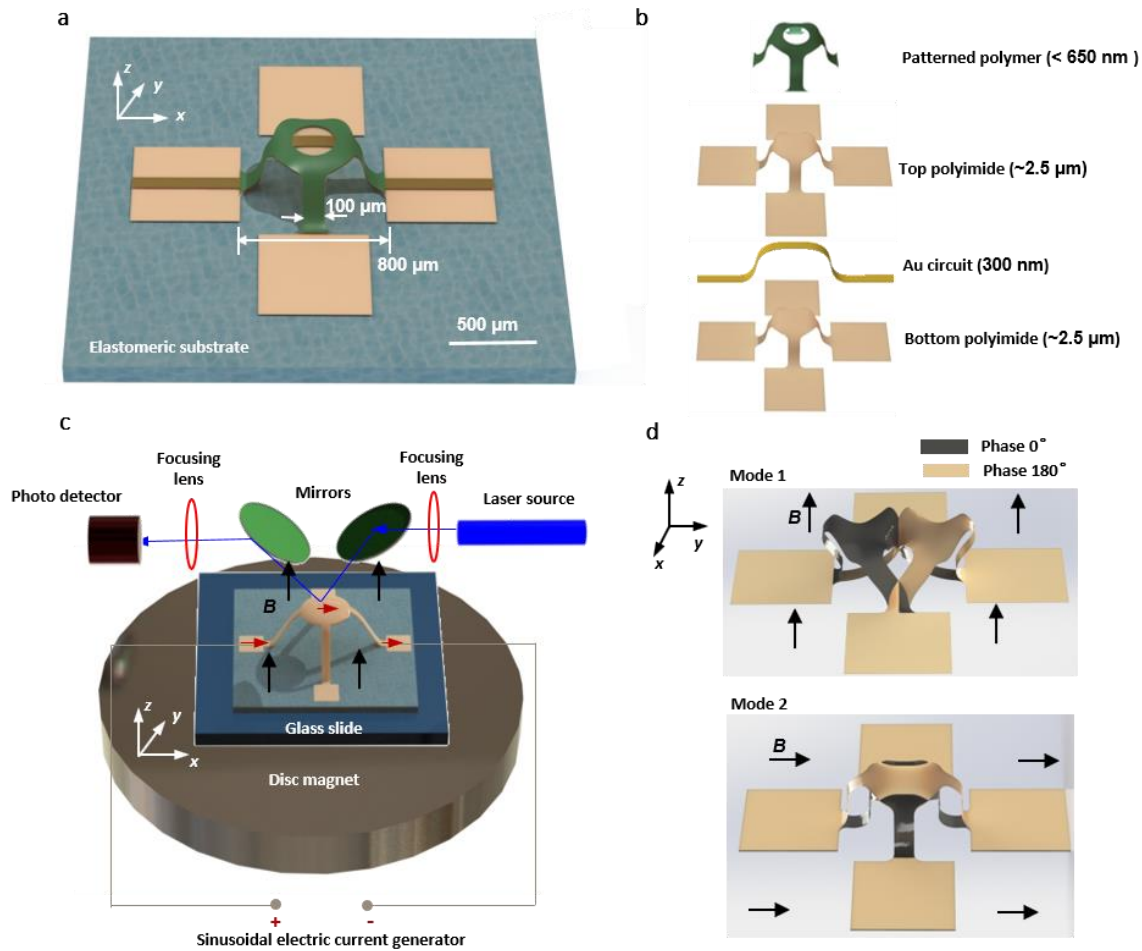 a
z
y
x
100 µm
800 µm
500 µm
Elastomeric substrate
b
Patterned polymer (< 650 nm )
Top polyimide (~2.5 µm)
Au circuit (300 nm)
Bottom polyimide (~2.5 µm)
c
Focusing
lens
Focusing
lens
Photo detector
Mirrors
Laser source
B
z
y
x
Glass slide
Disc magnet
+
-
Sinusoidal electric current generator
d
Phase 0°
Phase 180°
Mode 1
z
y
x
B
Mode 2
B